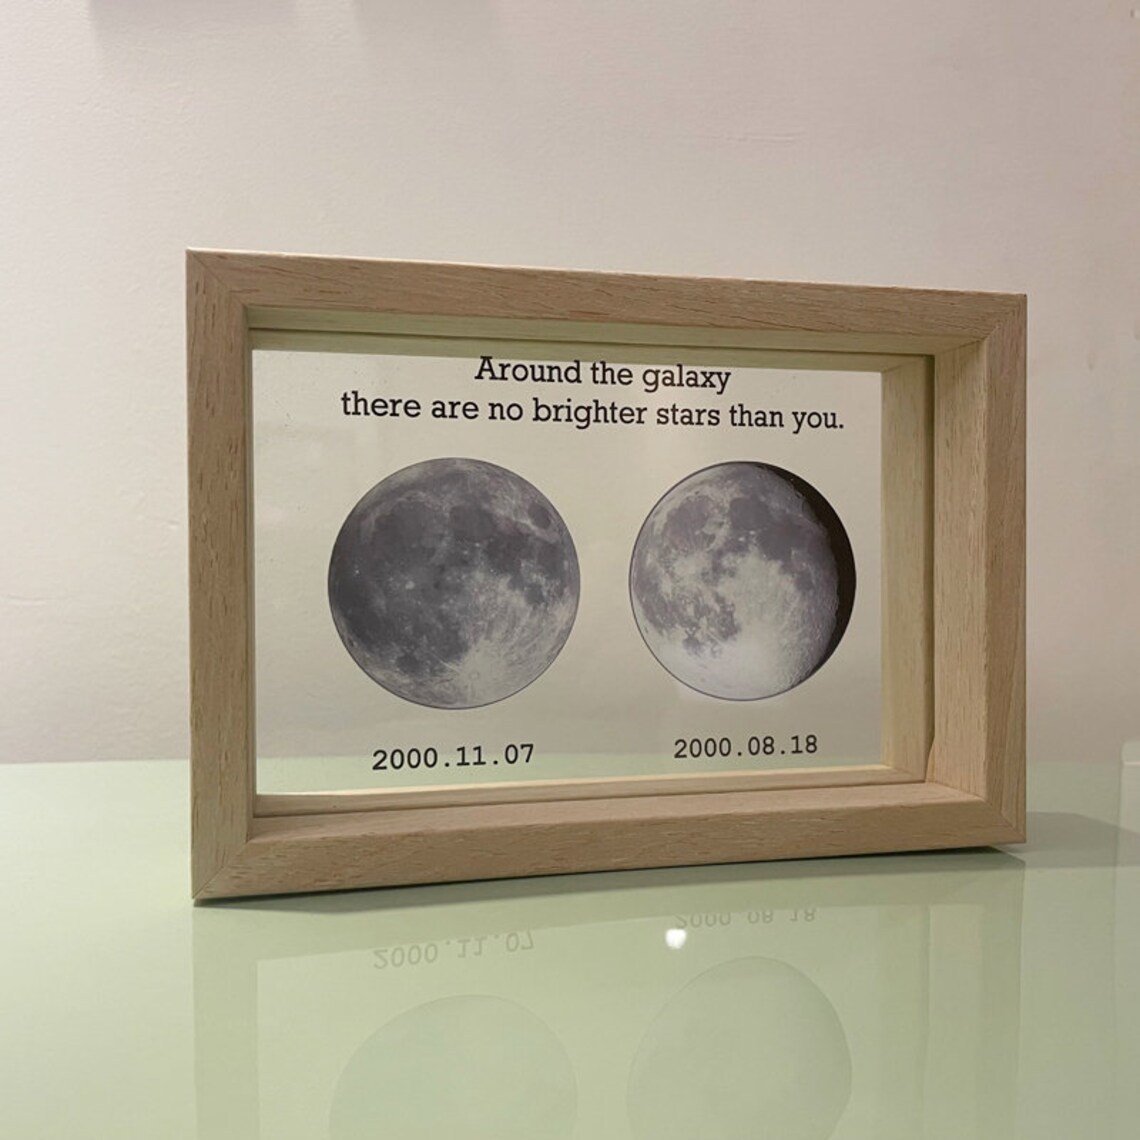 Around the galaxy
there are no brighter stars than you.
2000.11.07
2000.08.18